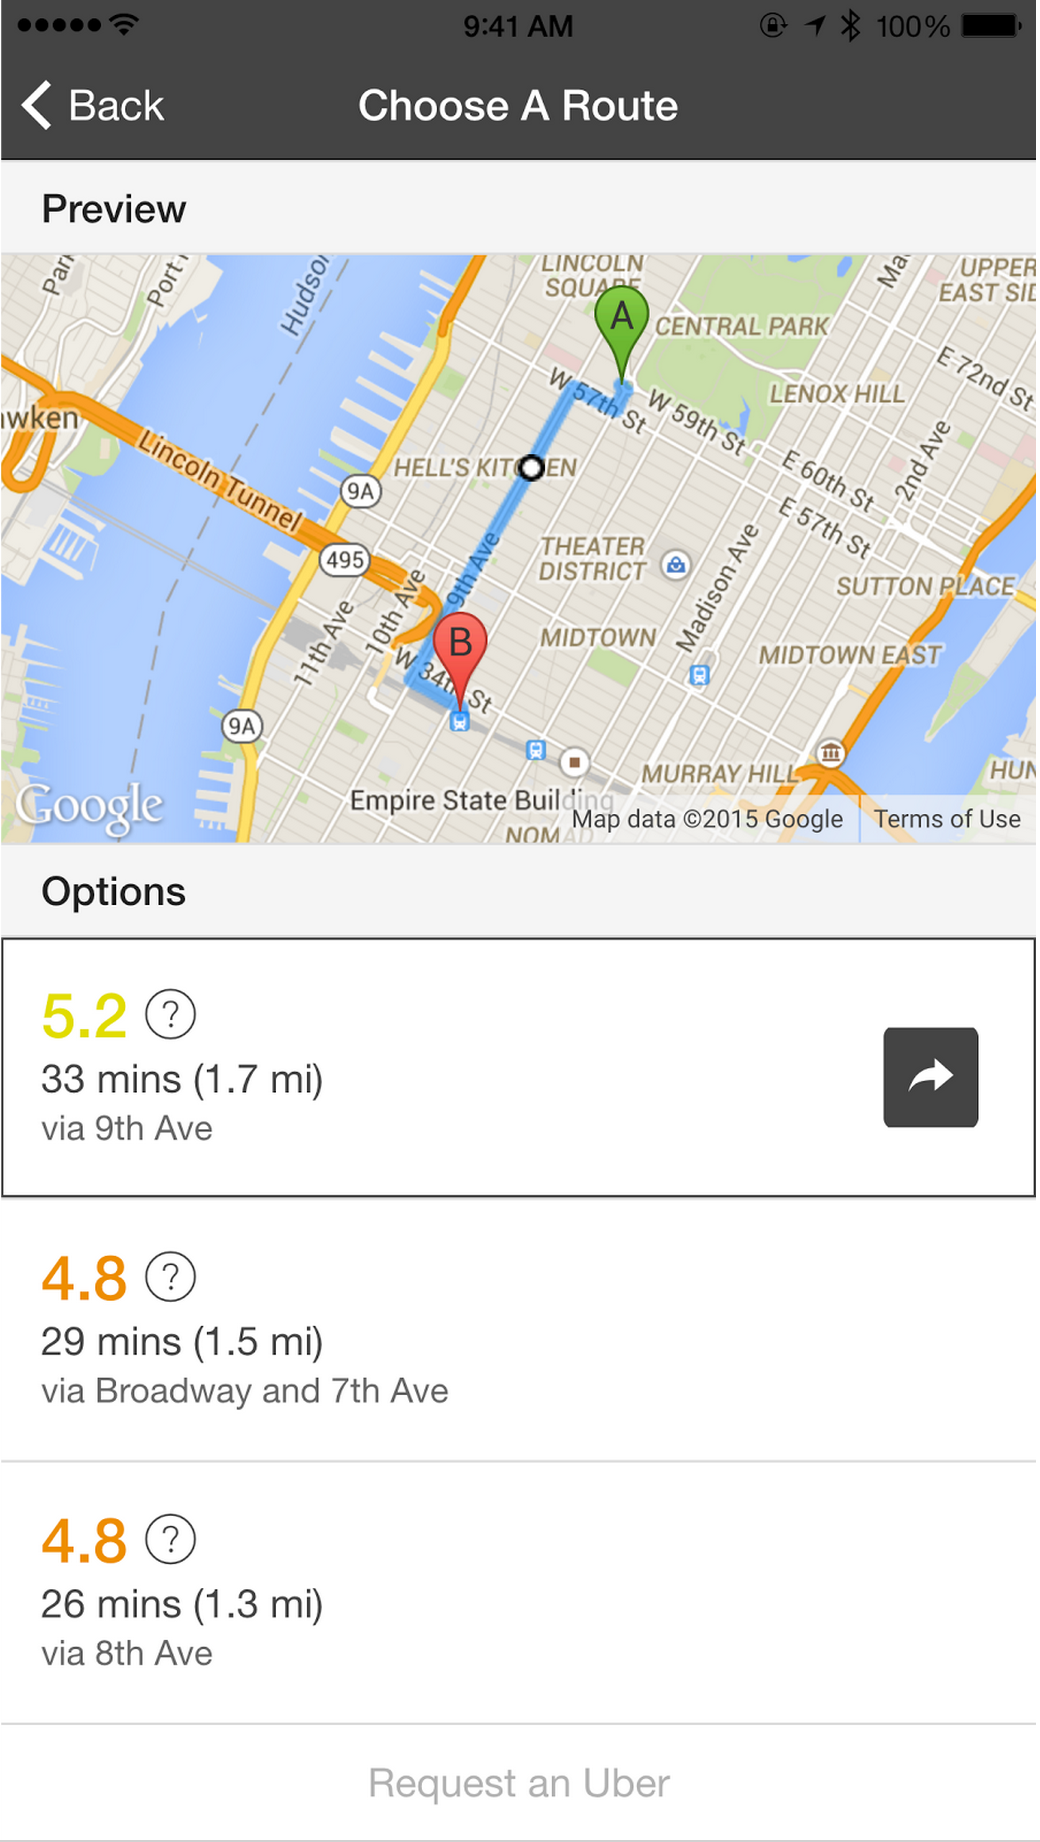 9:41 AM
100%
Back
Choose A Route
Preview
Hudson
LINCOLN
SQUARE
UPPER
EAST SID
A
CENTRAL PARK
E 72nd St
W 57th St
W 59th St
LENOX HILL
awken
Lincoln Tunnel
HELL'S KITCHEN
2nd Ave
E 60th St
9A
E 57th St
495
THEATER
DISTRICT
9th Ave
Madison Ave
SUTTON PLACE
10th Ave
11th Ave
B
MIDTOWN
MIDTOWN EAST
W 34th St
9A
MURRAY HILL
HUN
Google
Empire State Building
NOMAD
Map data ©2015 Google
Terms of Use
Options
5.2 ?
33 mins (1.7 mi)
via 9th Ave
4.8 ?
29 mins (1.5 mi)
via Broadway and 7th Ave
4.8 ?
26 mins (1.3 mi)
via 8th Ave
Request an Uber